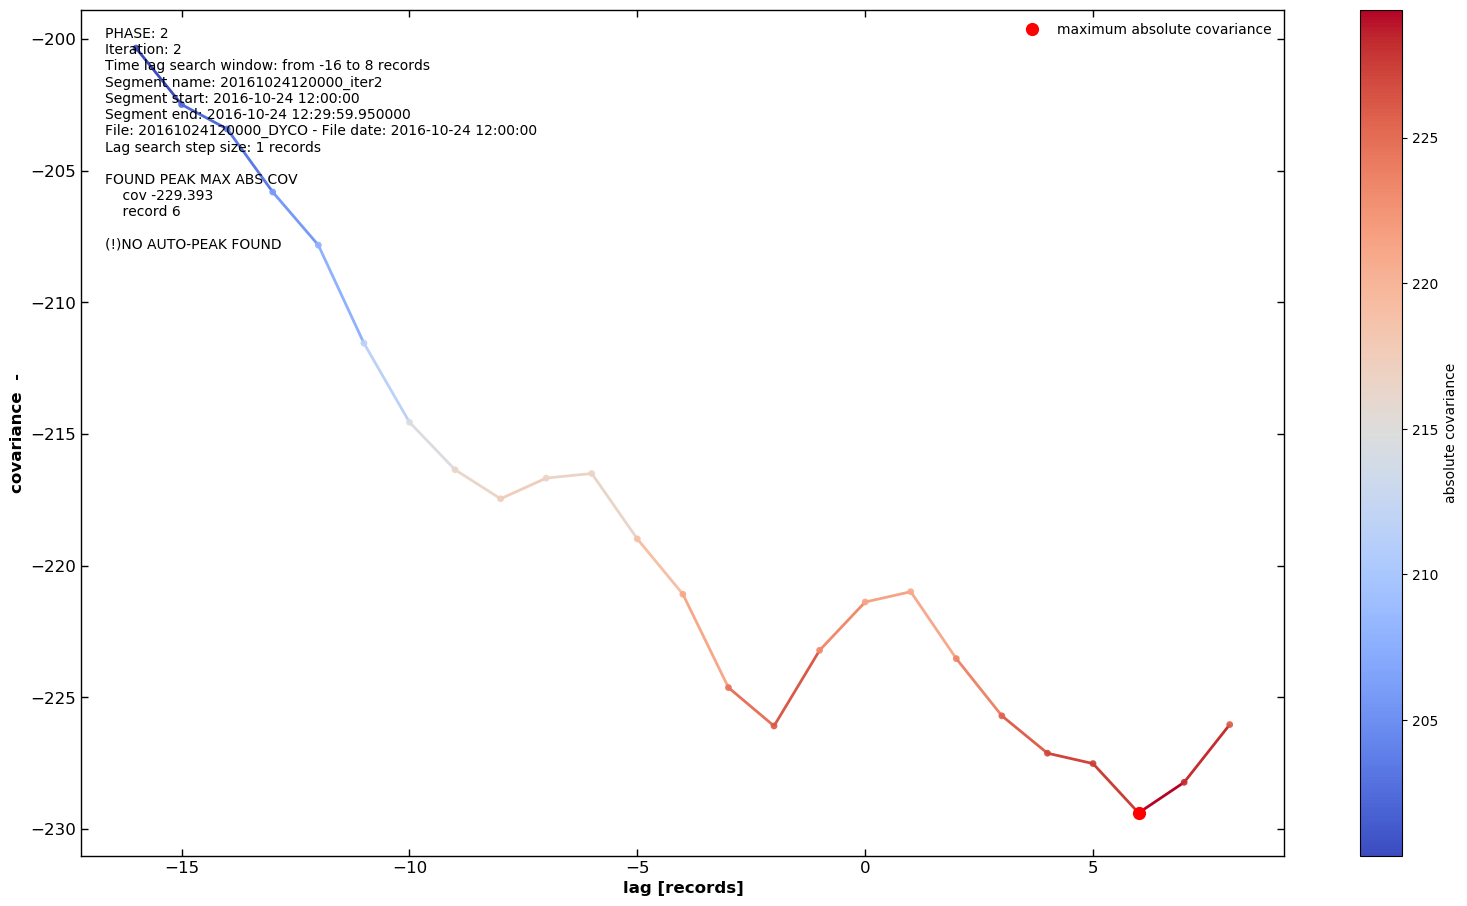 PHASE: 2
Iteration: 2
Time lag search window: from -16 to 8 records
Segment name: 20161024120000_iter2
Segment start: 2016-10-24 12:00:00
Segment end: 2016-10-24 12:29:59.950000
File: 20161024120000_DYCO - File date: 2016-10-24 12:00:00
Lag search step size: 1 records
FOUND PEAK MAX ABS COV
cov -229.393
record 6
(!)NO AUTO-PEAK FOUND
maximum absolute covariance
covariance -
−200
−205
−210
−215
−220
−225
−230
−15
−10
−5
0
5
lag [records]
225
220
215
210
205
absolute covariance